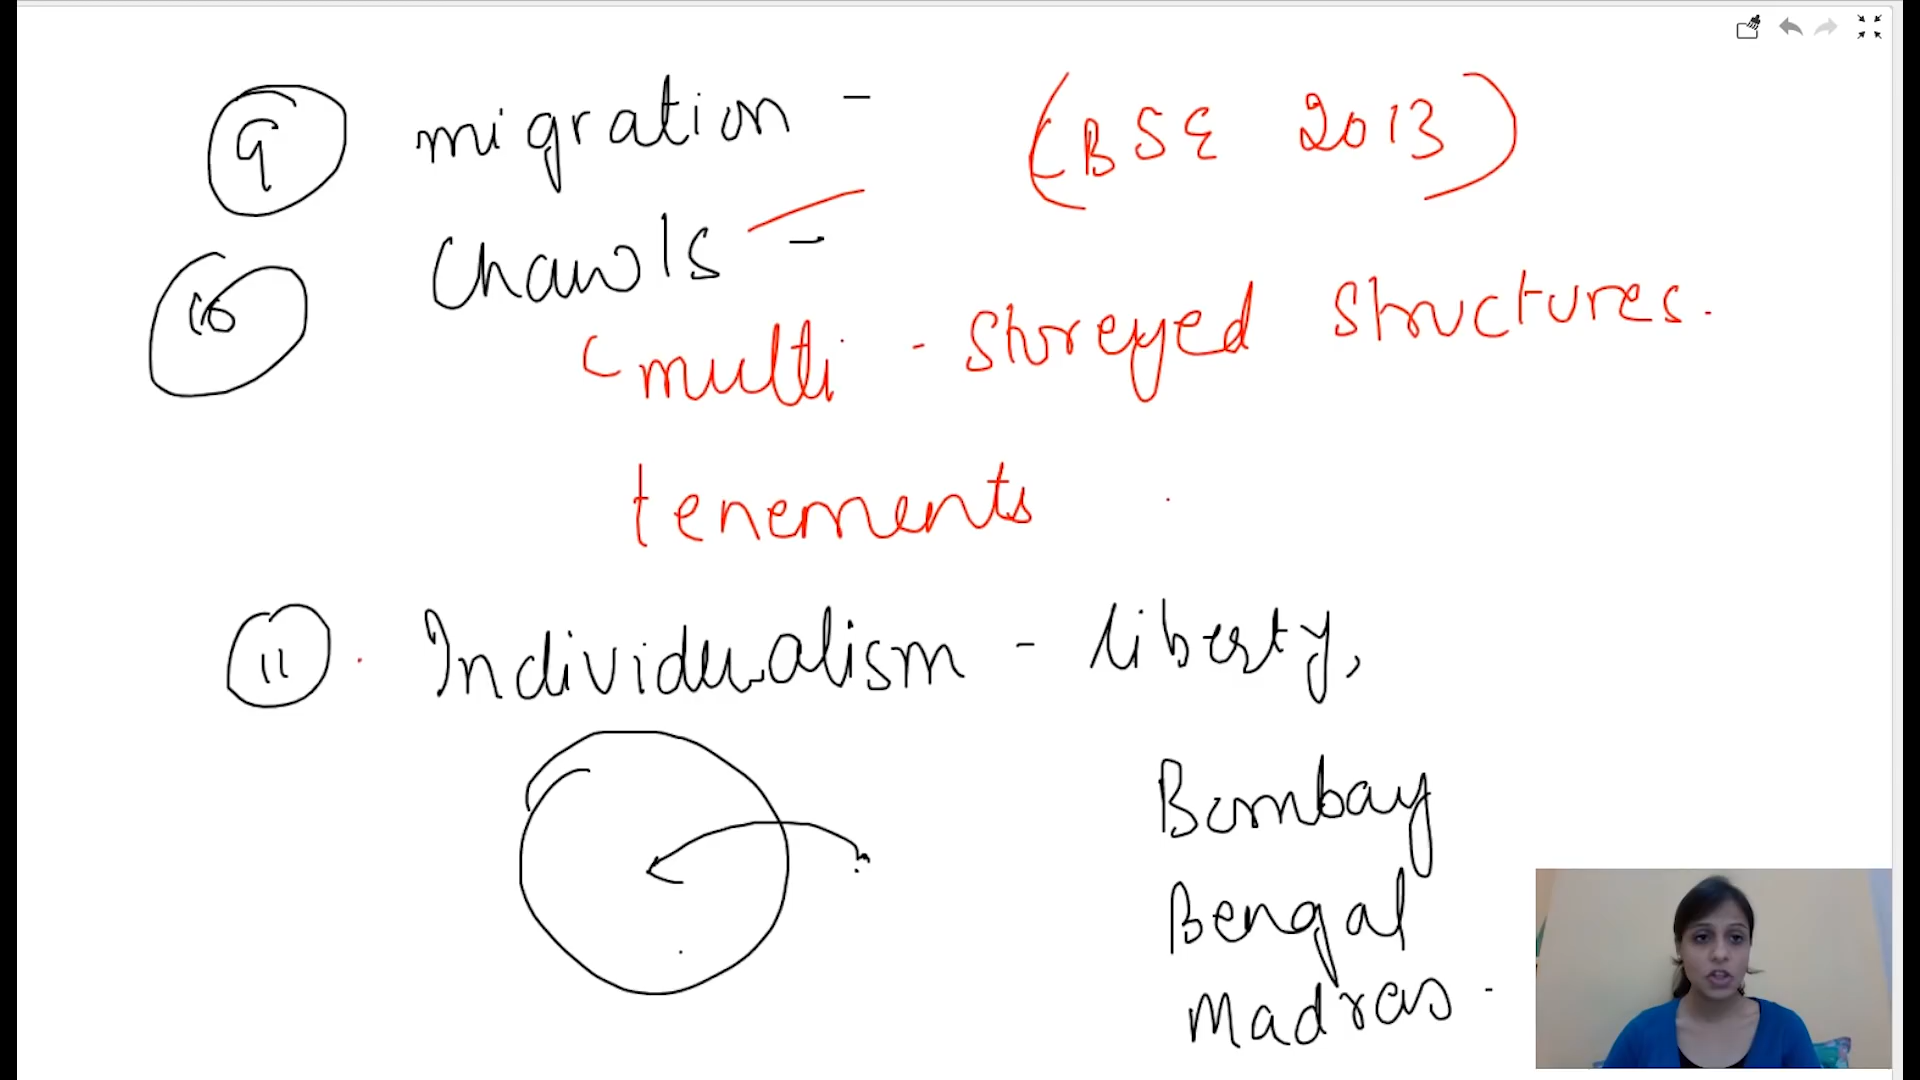 9 migration - (CBSE 2013)
10 Chawls -
(multi - storeyed structures.
tenements
11 Individualism - liberty,
Bombay
Bengal
Madras.